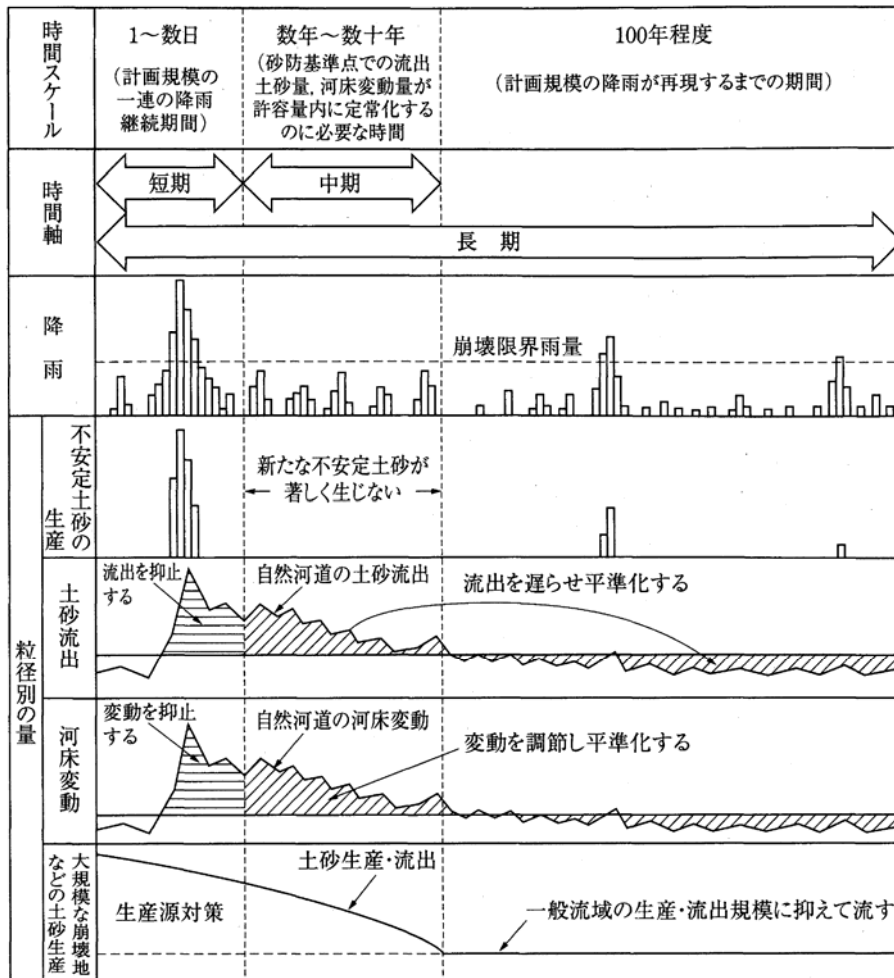 時間スケール
1～数日
(計画規模の
一連の降雨
継続期間)
数年～数十年
(砂防基準点での流出
土砂量，河床変動量が
許容量内に定常化する
のに必要な時間
100年程度
(計画規模の降雨が再現するまでの期間)
時間軸
短期
中期
長 期
降 雨
崩壊限界雨量
粒径別の量
不安定土砂の
生産
新たな不安定土砂が
著しく生じない
土砂流出
流出を抑止
する
自然河道の土砂流出
流出を遅らせ平準化する
河床変動
変動を抑止
する
自然河道の河床変動
変動を調節し平準化する
大規模な崩壊地
などの土砂生産
生産源対策
土砂生産・流出
一般流域の生産・流出規模に抑えて流す